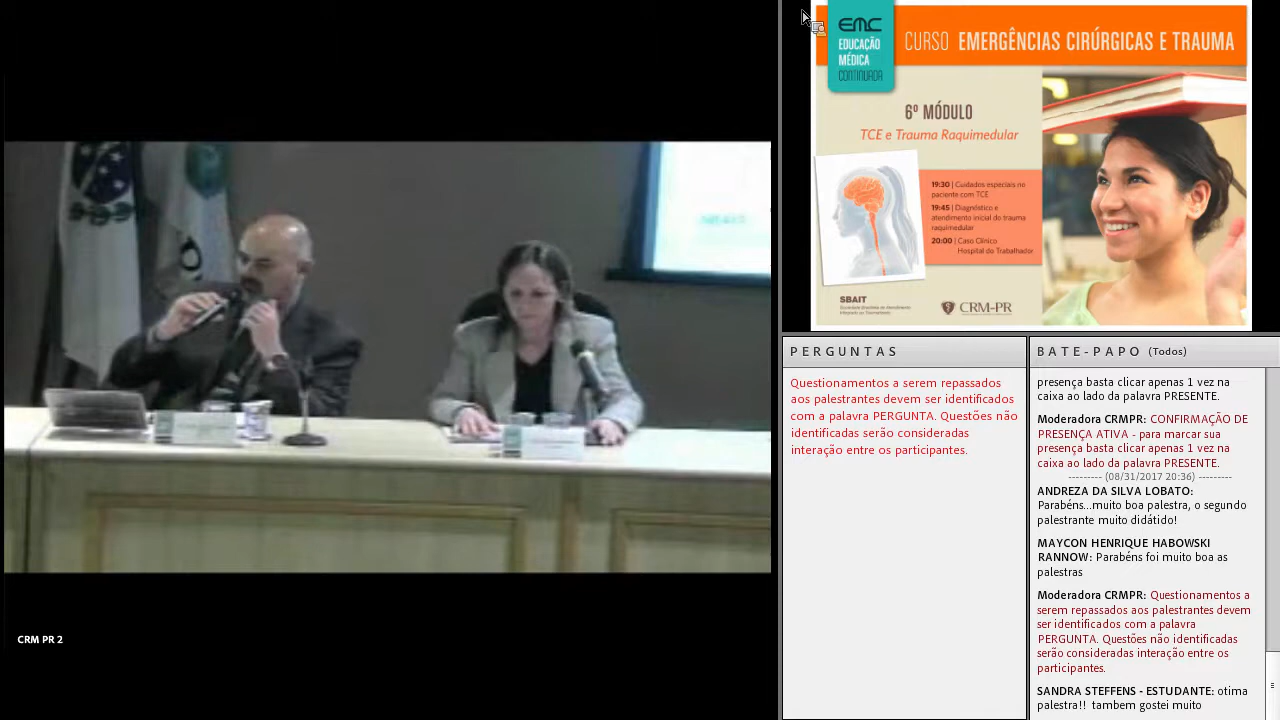 EMC
EDUCAÇÃO
MÉDICA
CONTINUADA
CURSO EMERGÊNCIAS CIRÚRGICAS E TRAUMA
6º MÓDULO
TCE e Trauma Raquimedular
19:30 | Cuidados especiais no
paciente com TCE
19:45 | Diagnóstico e
atendimento inicial do trauma
raquimedular
20:00 | Caso Clínico
Hospital do Trabalhador
SBAIT
CRM-PR
CRM PR 2
PERGUNTAS
Questionamentos a serem repassados
aos palestrantes devem ser identificados
com a palavra PERGUNTA. Questões não
identificadas serão consideradas
interação entre os participantes.
BATE-PAPO (Todos)
presença basta clicar apenas 1 vez na
caixa ao lado da palavra PRESENTE.
Moderadora CRMPR: CONFIRMAÇÃO DE
PRESENÇA ATIVA - para marcar sua
presença basta clicar apenas 1 vez na
caixa ao lado da palavra PRESENTE.
--------- (08/31/2017 20:36) ---------
ANDREZA DA SILVA LOBATO:
Parabéns...muito boa palestra, o segundo
palestrante muito didátido!
MAYCON HENRIQUE HABOWSKI
RANNOW: Parabéns foi muito boa as
palestras
Moderadora CRMPR: Questionamentos a
serem repassados aos palestrantes devem
ser identificados com a palavra
PERGUNTA. Questões não identificadas
serão consideradas interação entre os
participantes.
SANDRA STEFFENS - ESTUDANTE: otima
palestra!! tambem gostei muito